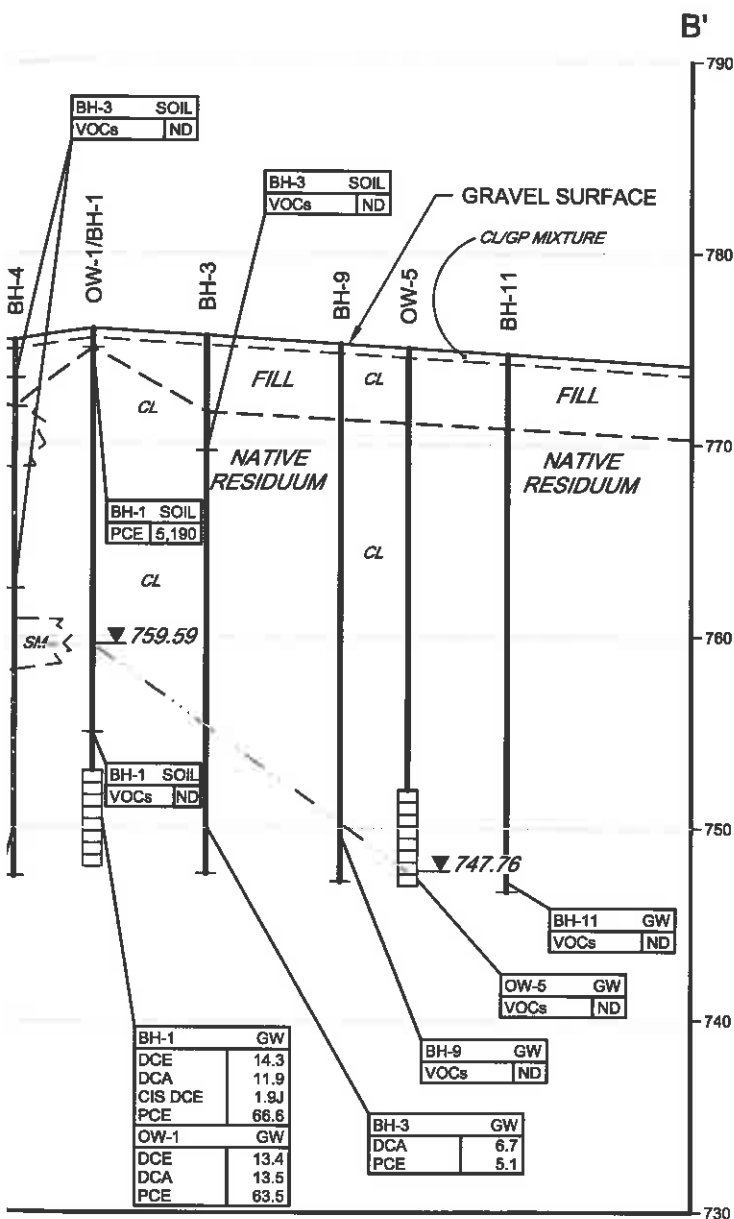 B'
790
BH-3 SOIL
VOCs ND
BH-3 SOIL
VOCs ND
GRAVEL SURFACE
CL/GP MIXTURE
780
BH-4
OW-1/BH-1
BH-3
BH-9
OW-5
BH-11
CL
FILL
CL
FILL
770
NATIVE
RESIDUUM
NATIVE
RESIDUUM
BH-1 SOIL
PCE 5,190
CL
CL
SM
759.59
760
BH-1 SOIL
VOCs ND
750
747.76
BH-11 GW
VOCs ND
OW-5 GW
VOCs ND
740
BH-1 GW
DCE 14.3
DCA 11.9
CIS DCE 1.9J
PCE 66.6
OW-1 GW
DCE 13.4
DCA 13.5
PCE 63.5
BH-9 GW
VOCs ND
BH-3 GW
DCA 6.7
PCE 5.1
730